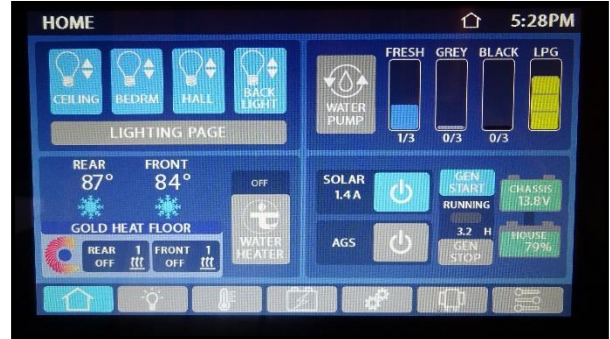 HOME 5:28PM
CEILING BEDRM HALL BACK LIGHT
LIGHTING PAGE
WATER PUMP
FRESH GREY BLACK LPG
1/3 0/3 0/3
REAR FRONT
87° 84°
GOLD HEAT FLOOR
REAR 1 OFF
FRONT 1 OFF
OFF
WATER HEATER
SOLAR
1.4 A
AGS
GEN START
RUNNING
3.2 H
GEN STOP
CHASSIS
13.8V
HOUSE
79%